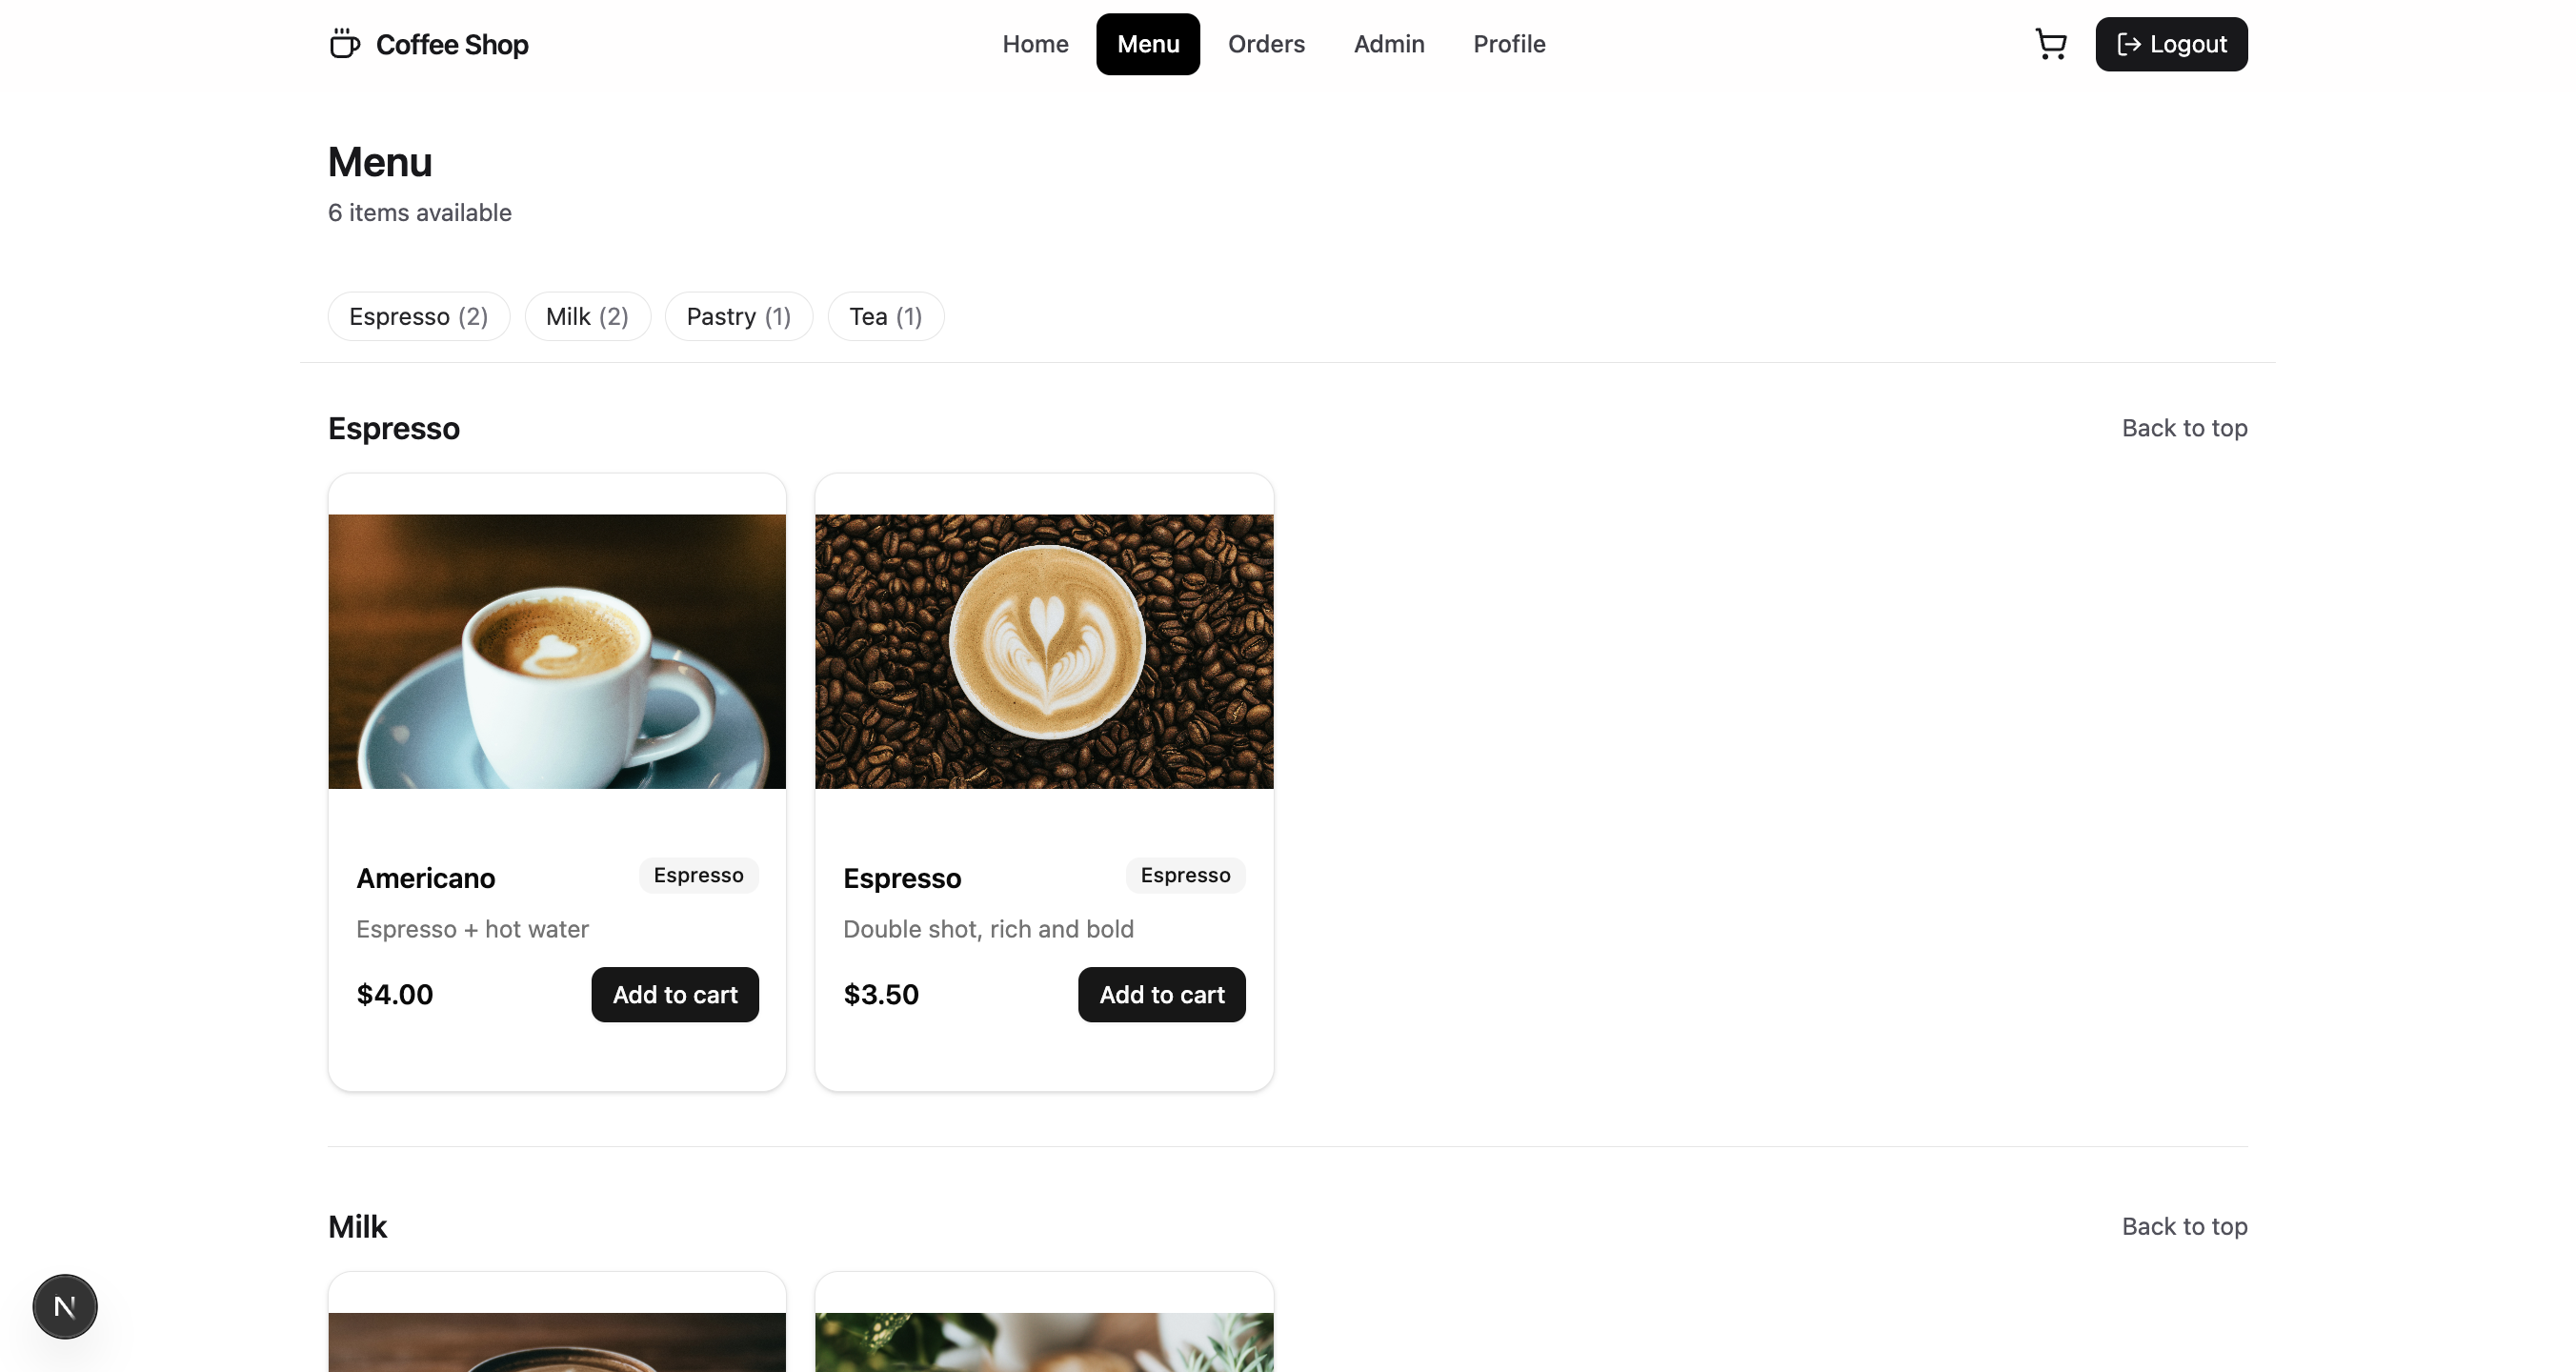 Coffee Shop
Home Menu Orders Admin Profile
Logout
Menu
6 items available
Espresso (2) Milk (2) Pastry (1) Tea (1)
Espresso
Back to top
Americano
Espresso
Espresso + hot water
$4.00
Add to cart
Espresso
Espresso
Double shot, rich and bold
$3.50
Add to cart
Milk
Back to top
N